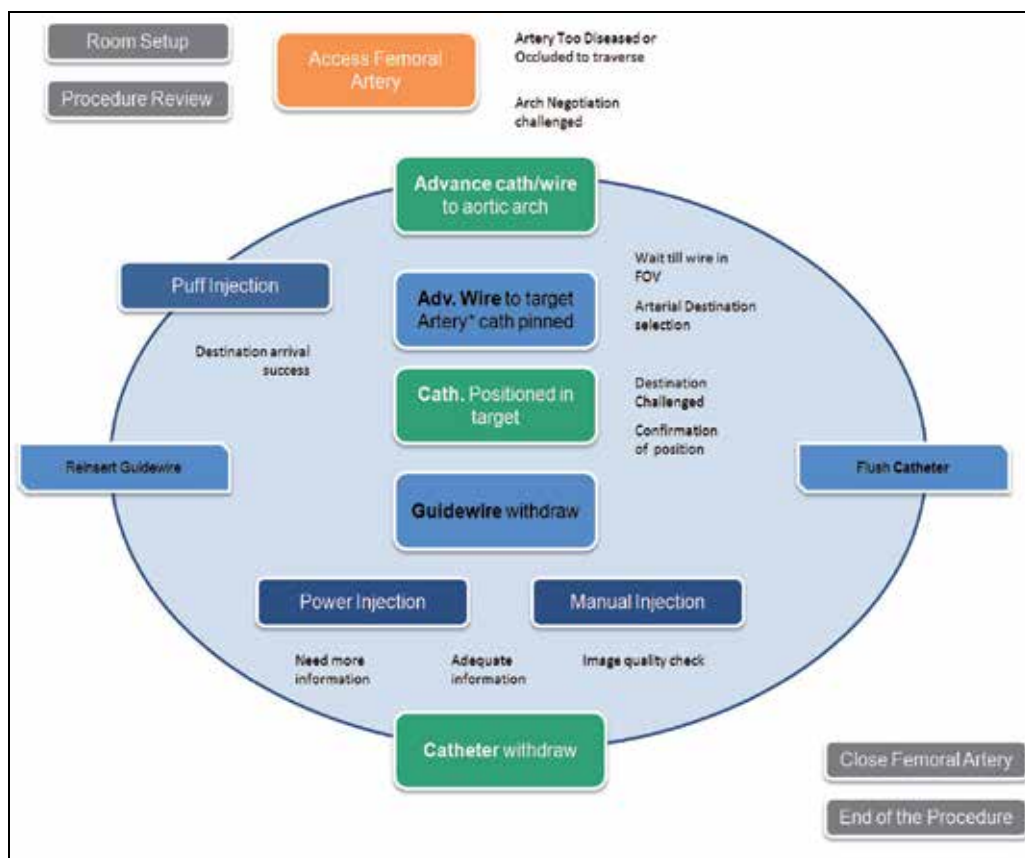 Room Setup
Procedure Review
Access Femoral
Artery
Artery Too Diseased or
Occluded to traverse
Arch Negotiation
challenged
Advance cath/wire
to aortic arch
Puff Injection
Adv. Wire to target
Artery* cath pinned
Wait till wire in
FOV
Arterial Destination
selection
Destination arrival
success
Cath. Positioned in
target
Destination
Challenged
Confirmation
of position
Reinsert Guidewire
Flush Catheter
Guidewire withdraw
Power Injection
Manual Injection
Need more
information
Adequate
information
Image quality check
Catheter withdraw
Close Femoral Artery
End of the Procedure